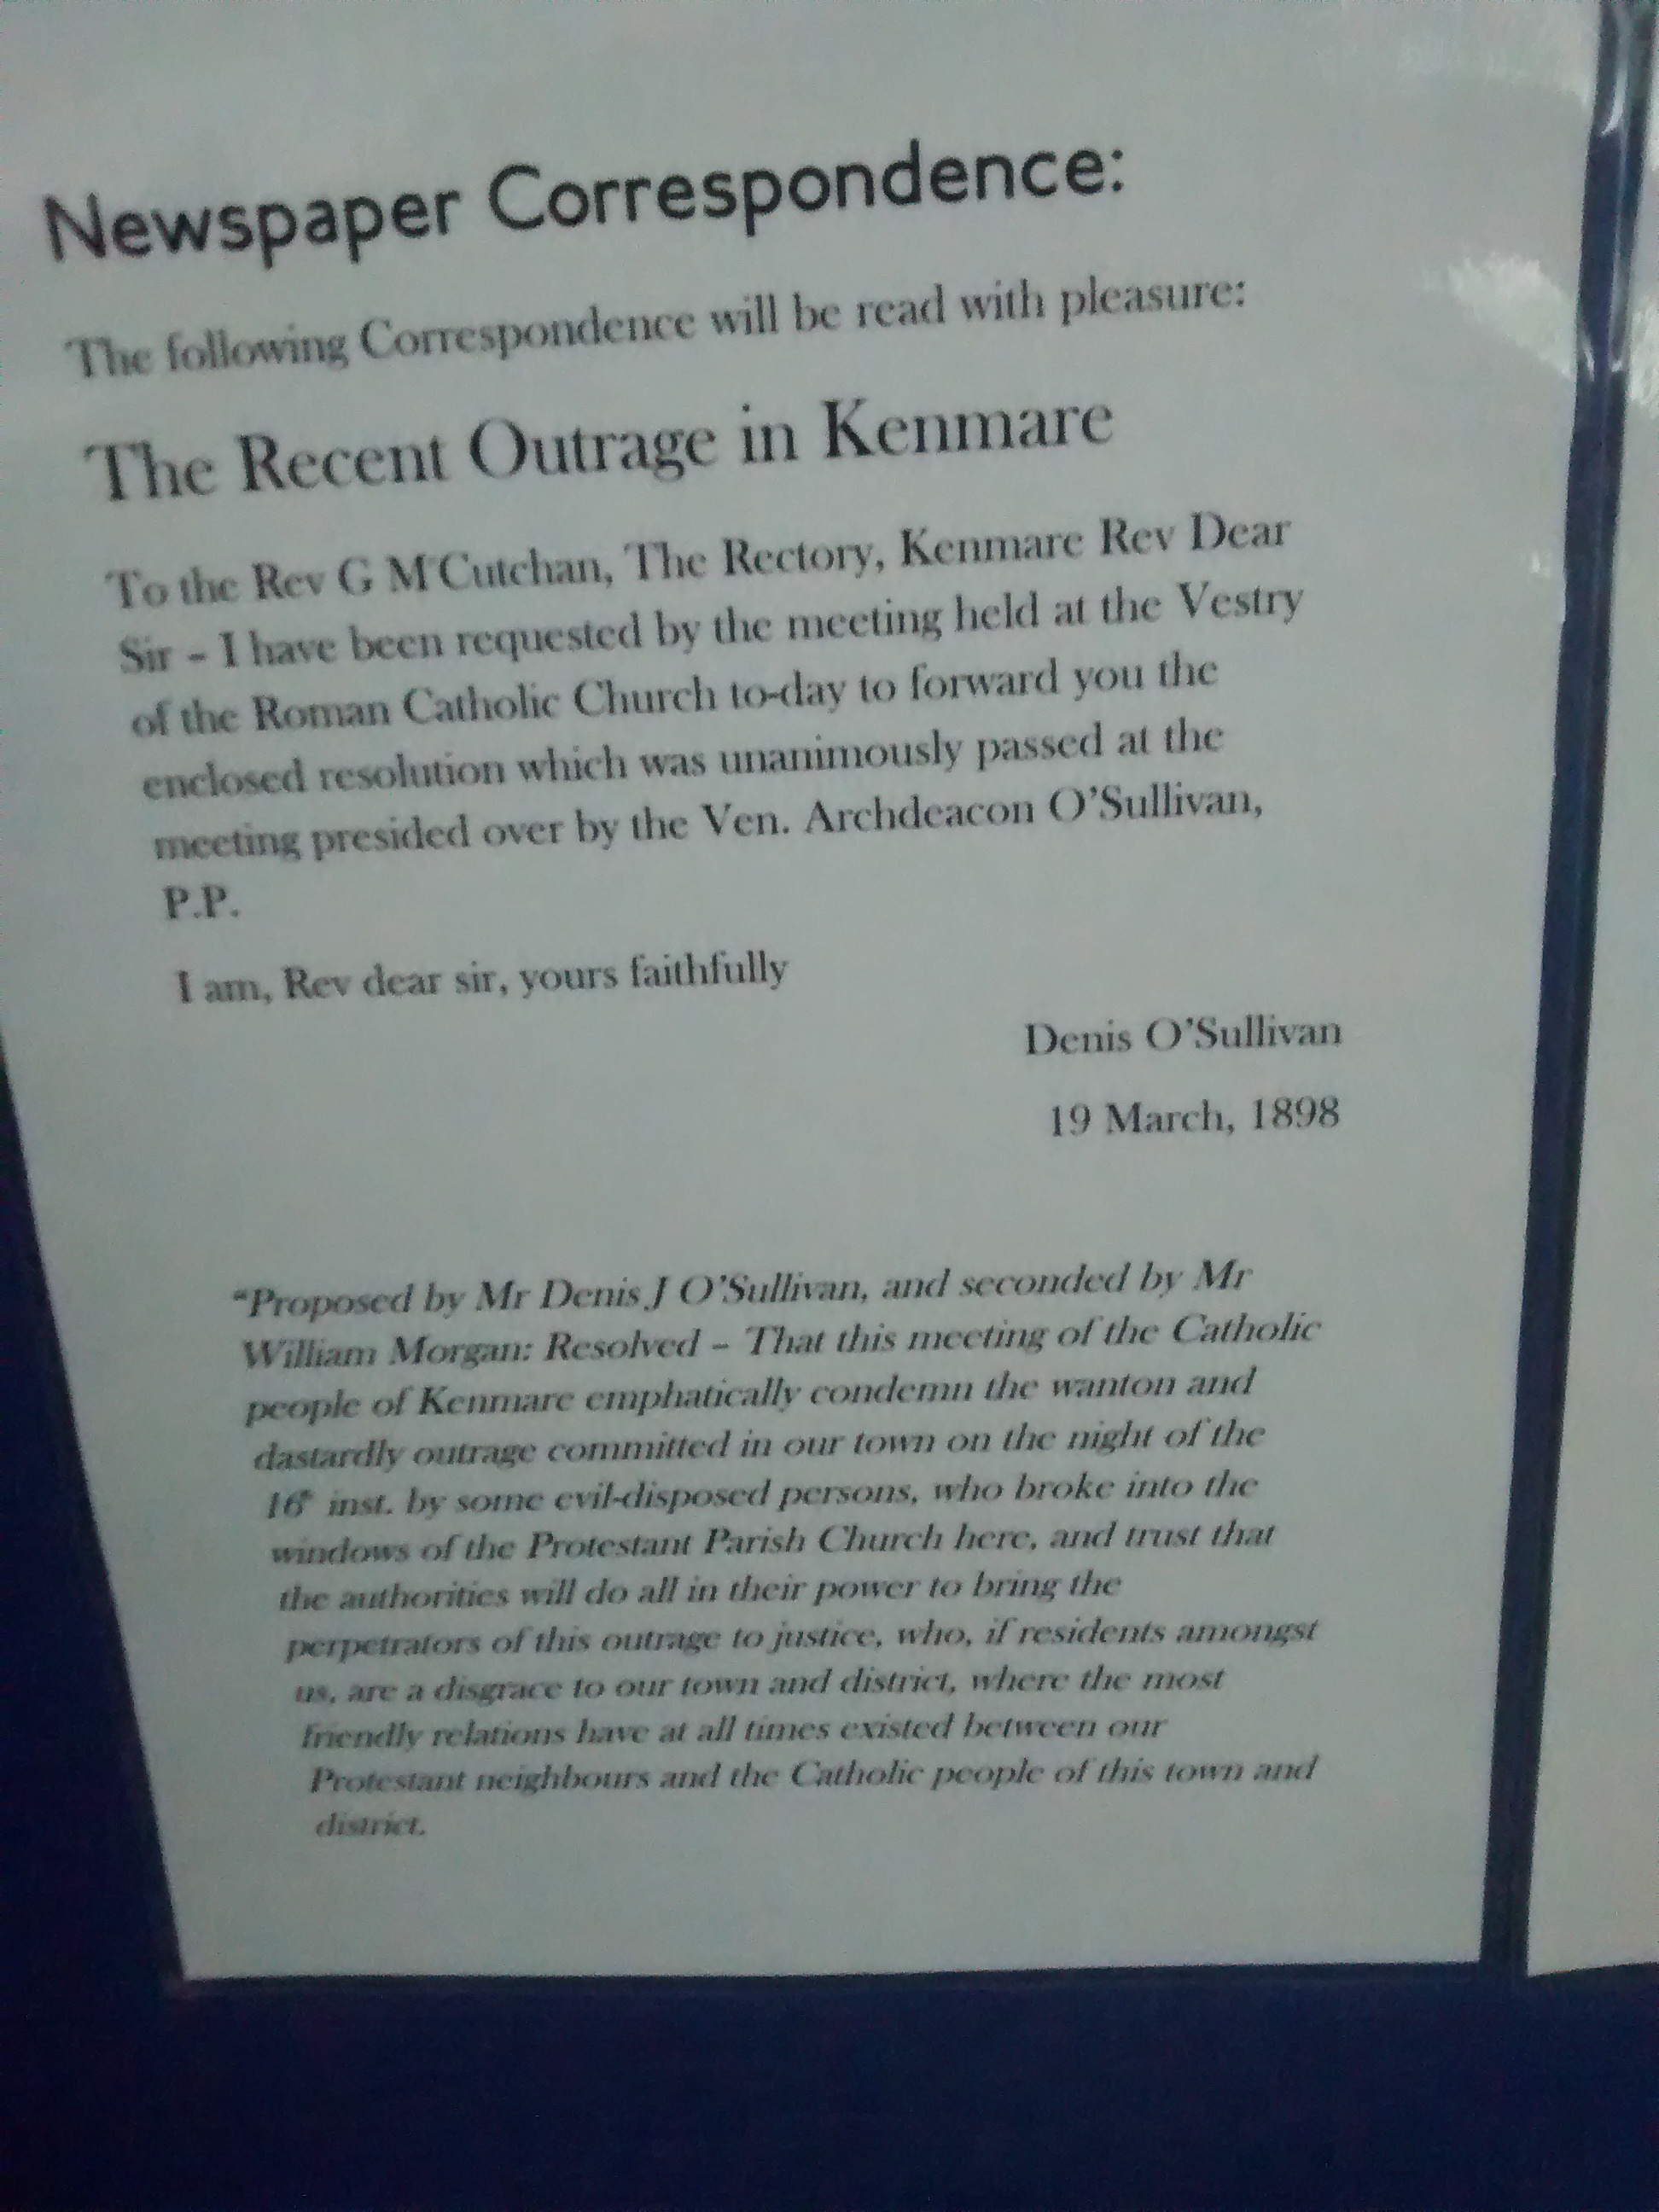 Newspaper Correspondence:
The following Correspondence will be read with pleasure:
The Recent Outrage in Kenmare
To the Rev G M'Cutchan, The Rectory, Kenmare Rev Dear
Sir – I have been requested by the meeting held at the Vestry
of the Roman Catholic Church to-day to forward you the
enclosed resolution which was unanimously passed at the
meeting presided over by the Ven. Archdeacon O'Sullivan,
P.P.
I am, Rev dear sir, yours faithfully
Denis O'Sullivan
19 March, 1898
"Proposed by Mr Denis J O'Sullivan, and seconded by Mr
William Morgan: Resolved – That this meeting of the Catholic
people of Kenmare emphatically condemn the wanton and
dastardly outrage committed in our town on the night of the
16th inst. by some evil-disposed persons, who broke into the
windows of the Protestant Parish Church here, and trust that
the authorities will do all in their power to bring the
perpetrators of this outrage to justice, who, if residents amongst
us, are a disgrace to our town and district, where the most
friendly relations have at all times existed between our
Protestant neighbours and the Catholic people of this town and
district.